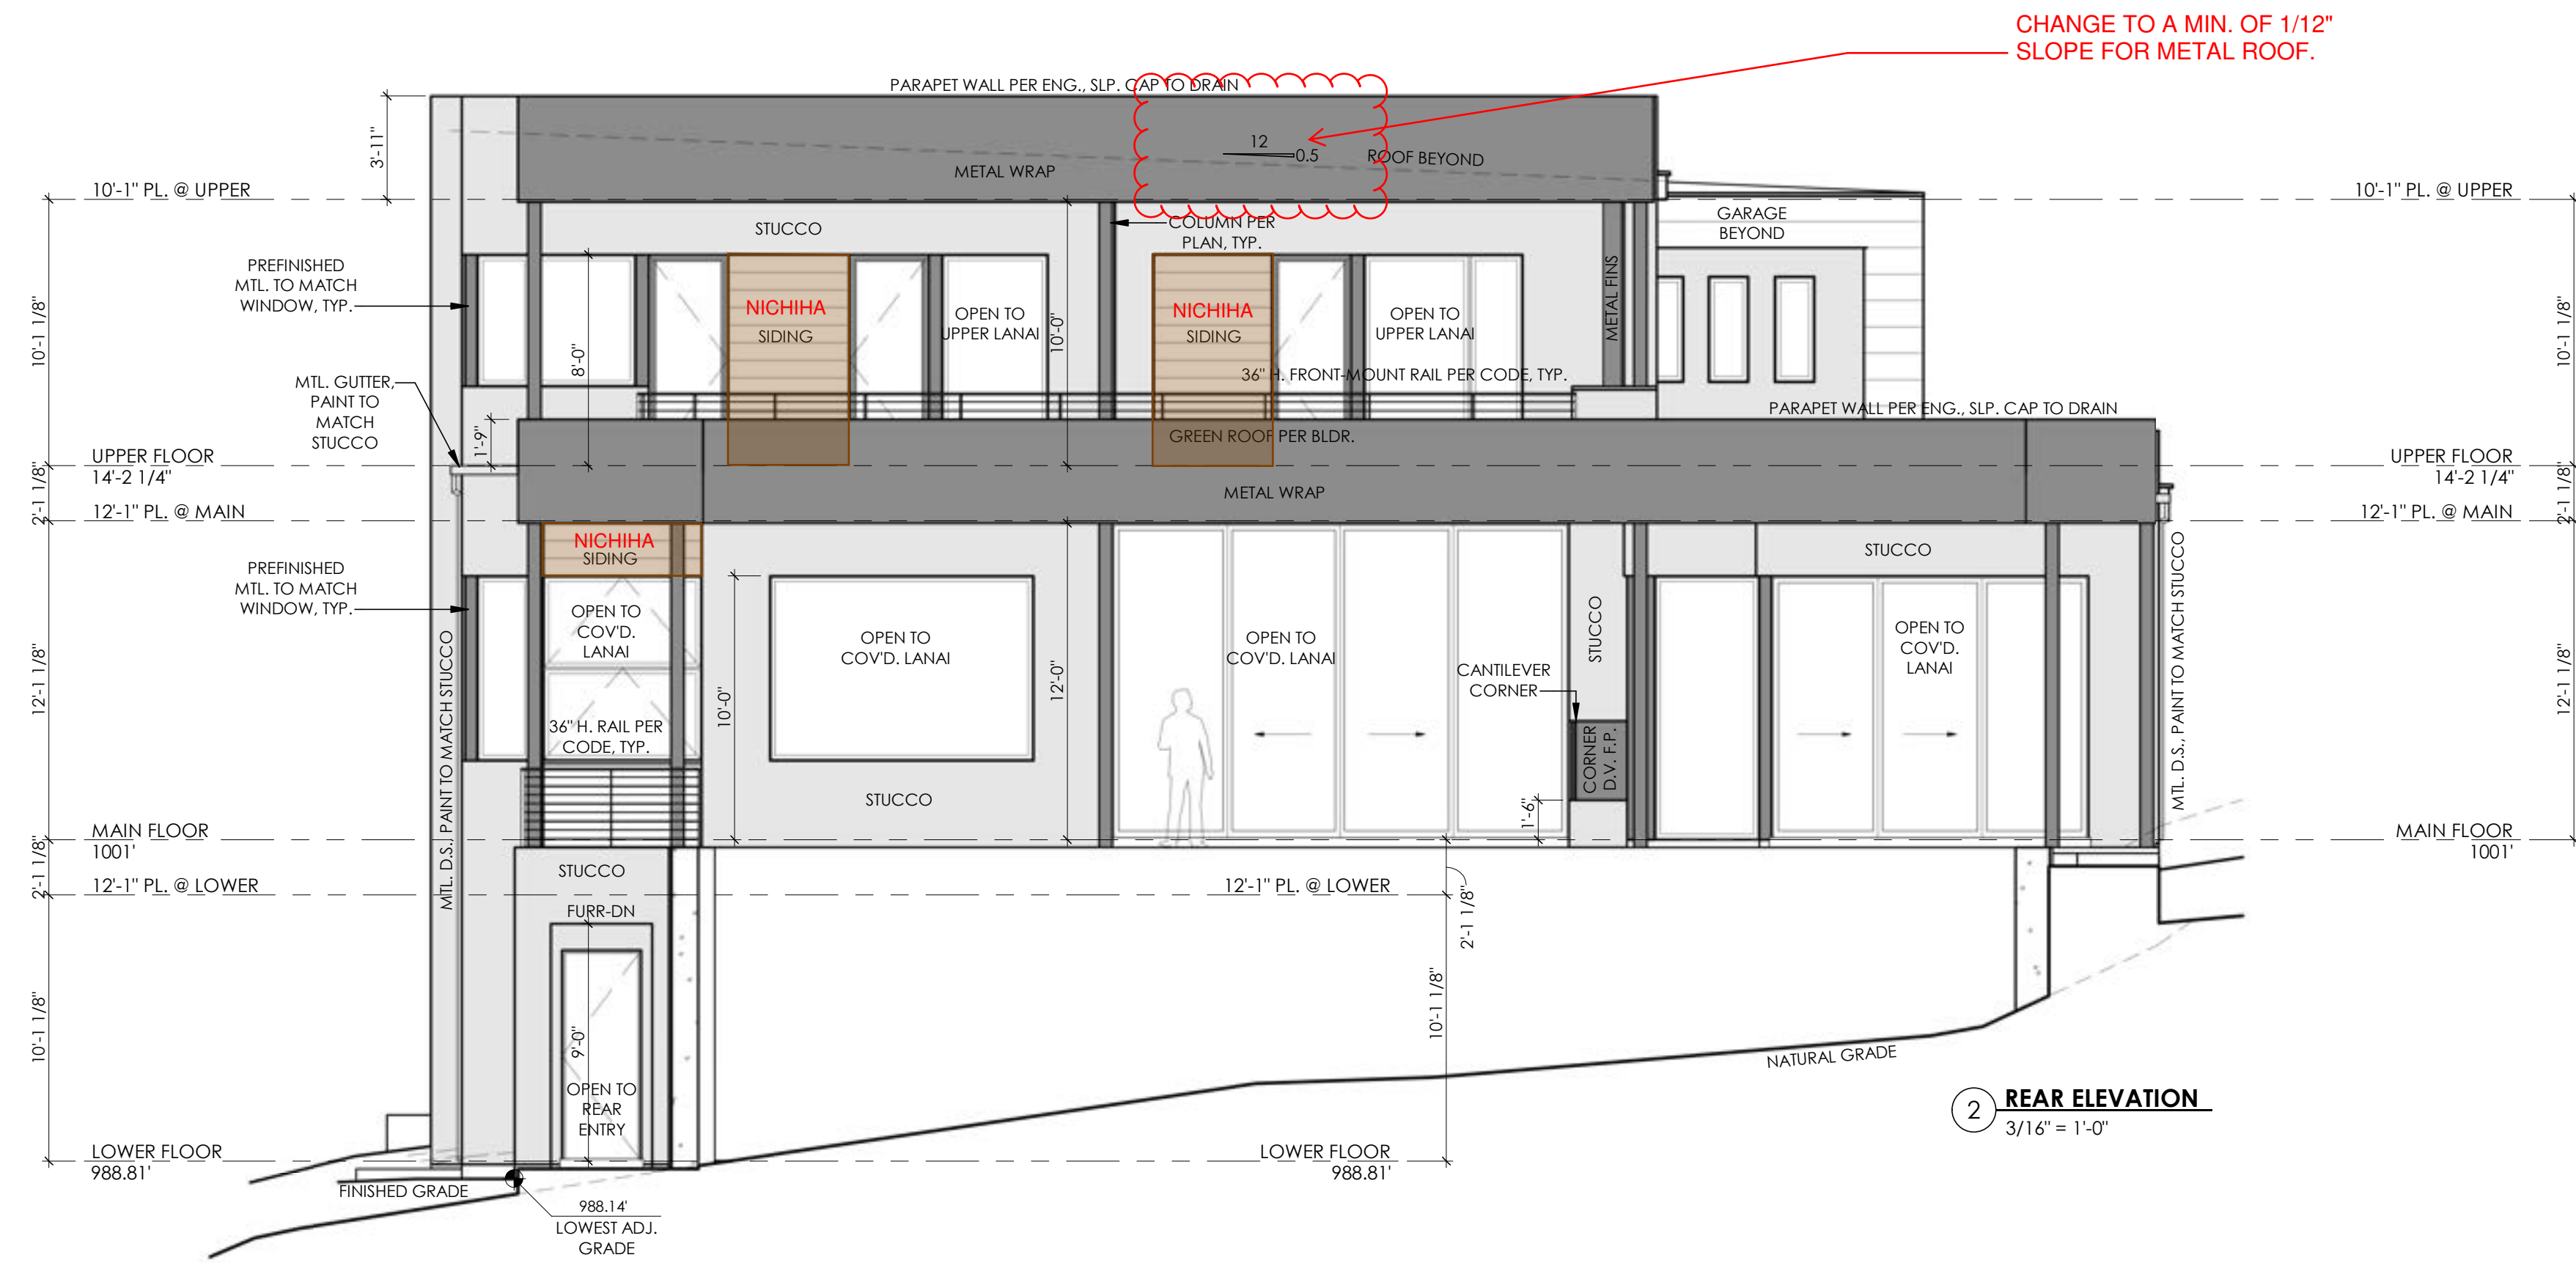 CHANGE TO A MIN. OF 1/12"
SLOPE FOR METAL ROOF.
PARAPET WALL PER ENG., SLP. CAP TO DRAIN
3'-11"
12
0.5
ROOF BEYOND
METAL WRAP
10'-1" PL. @ UPPER
10'-1" PL. @ UPPER
STUCCO
COLUMN PER
PLAN, TYP.
GARAGE
BEYOND
PREFINISHED
MTL. TO MATCH
WINDOW, TYP.
10'-1 1/8"
8'-0"
NICHIHA
SIDING
OPEN TO
UPPER LANAI
10'-0"
NICHIHA
SIDING
OPEN TO
UPPER LANAI
METAL FINS
10'-1 1/8"
36" H. FRONT-MOUNT RAIL PER CODE, TYP.
MTL. GUTTER,
PAINT TO
MATCH
STUCCO
1'-9"
PARAPET WALL PER ENG., SLP. CAP TO DRAIN
GREEN ROOF PER BLDR.
UPPER FLOOR
14'-2 1/4"
UPPER FLOOR
14'-2 1/4"
2'-1 1/8"
METAL WRAP
2'-1 1/8"
12'-1" PL. @ MAIN
12'-1" PL. @ MAIN
NICHIHA
SIDING
STUCCO
PREFINISHED
MTL. TO MATCH
WINDOW, TYP.
OPEN TO
COV'D.
LANAI
OPEN TO
COV'D. LANAI
OPEN TO
COV'D. LANAI
STUCCO
OPEN TO
COV'D.
LANAI
12'-1 1/8"
MTL. D.S. PAINT TO MATCH STUCCO
10'-0"
12'-0"
CANTILEVER
CORNER
MTL. D.S., PAINT TO MATCH STUCCO
12'-1 1/8"
36" H. RAIL PER
CODE, TYP.
CORNER
D.V. F.P.
STUCCO
1'-6"
MAIN FLOOR
1001'
MAIN FLOOR
1001'
2'-1 1/8"
STUCCO
12'-1" PL. @ LOWER
12'-1" PL. @ LOWER
2'-1 1/8"
FURR-DN
10'-1 1/8"
9'-0"
10'-1 1/8"
OPEN TO
REAR
ENTRY
NATURAL GRADE
2
REAR ELEVATION
3/16" = 1'-0"
LOWER FLOOR
988.81'
LOWER FLOOR
988.81'
FINISHED GRADE
988.14'
LOWEST ADJ.
GRADE